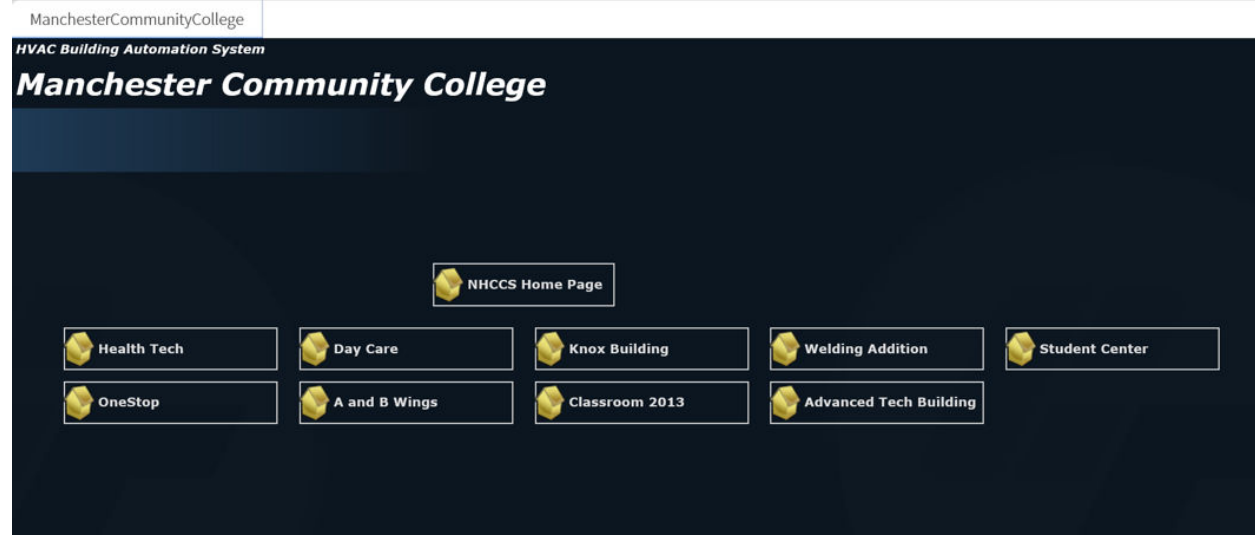 ManchesterCommunityCollege
HVAC Building Automation System
Manchester Community College
NHCCS Home Page
Health Tech
Day Care
Knox Building
Welding Addition
Student Center
OneStop
A and B Wings
Classroom 2013
Advanced Tech Building